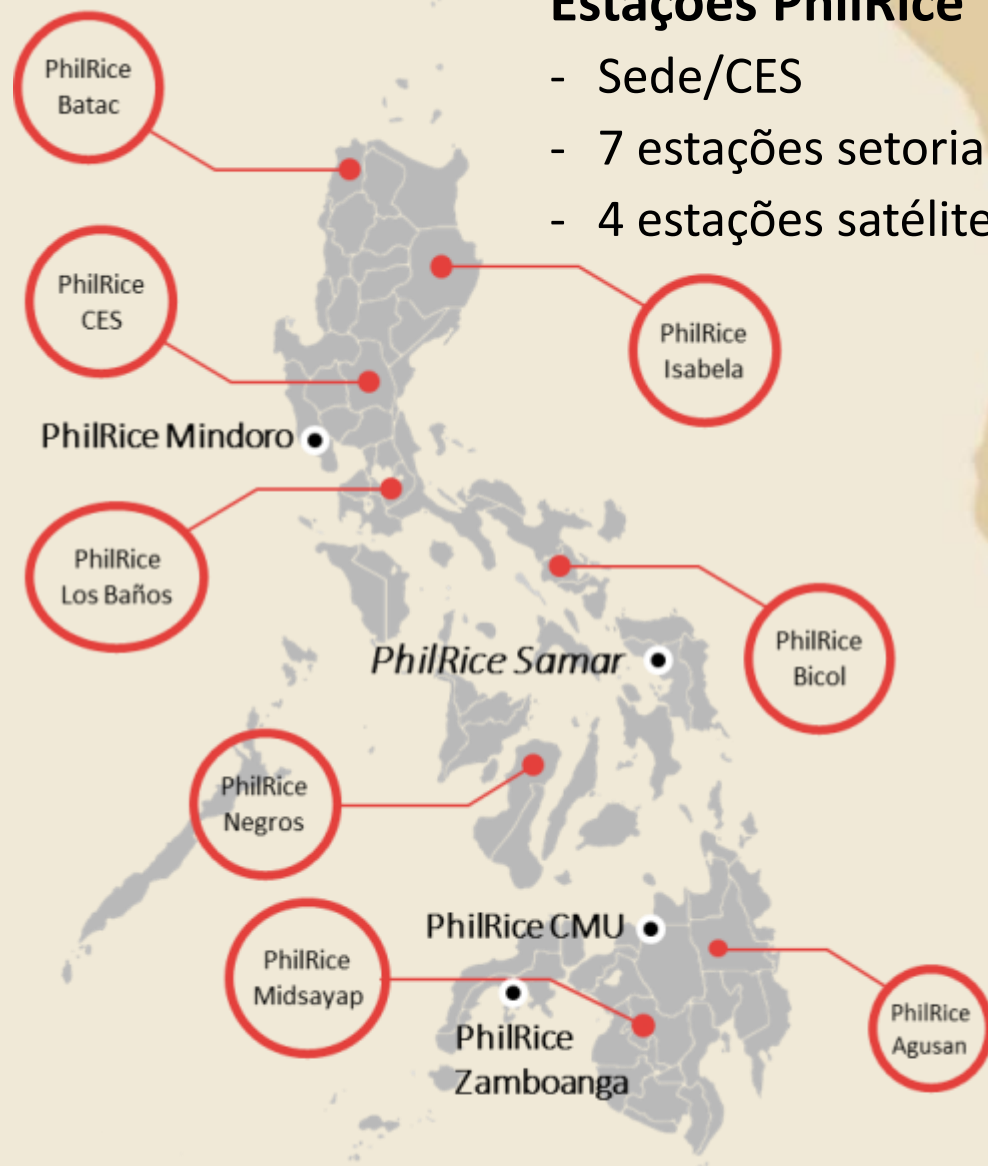 Estações PhilRice
- Sede/CES
- 7 estações setoria
- 4 estações satélite
PhilRice
Batac
PhilRice
CES
PhilRice
Isabela
PhilRice Mindoro
PhilRice
Los Baños
PhilRice
Bicol
PhilRice Samar
PhilRice
Negros
PhilRice CMU
PhilRice
Midsayap
PhilRice
Agusan
PhilRice
Zamboanga